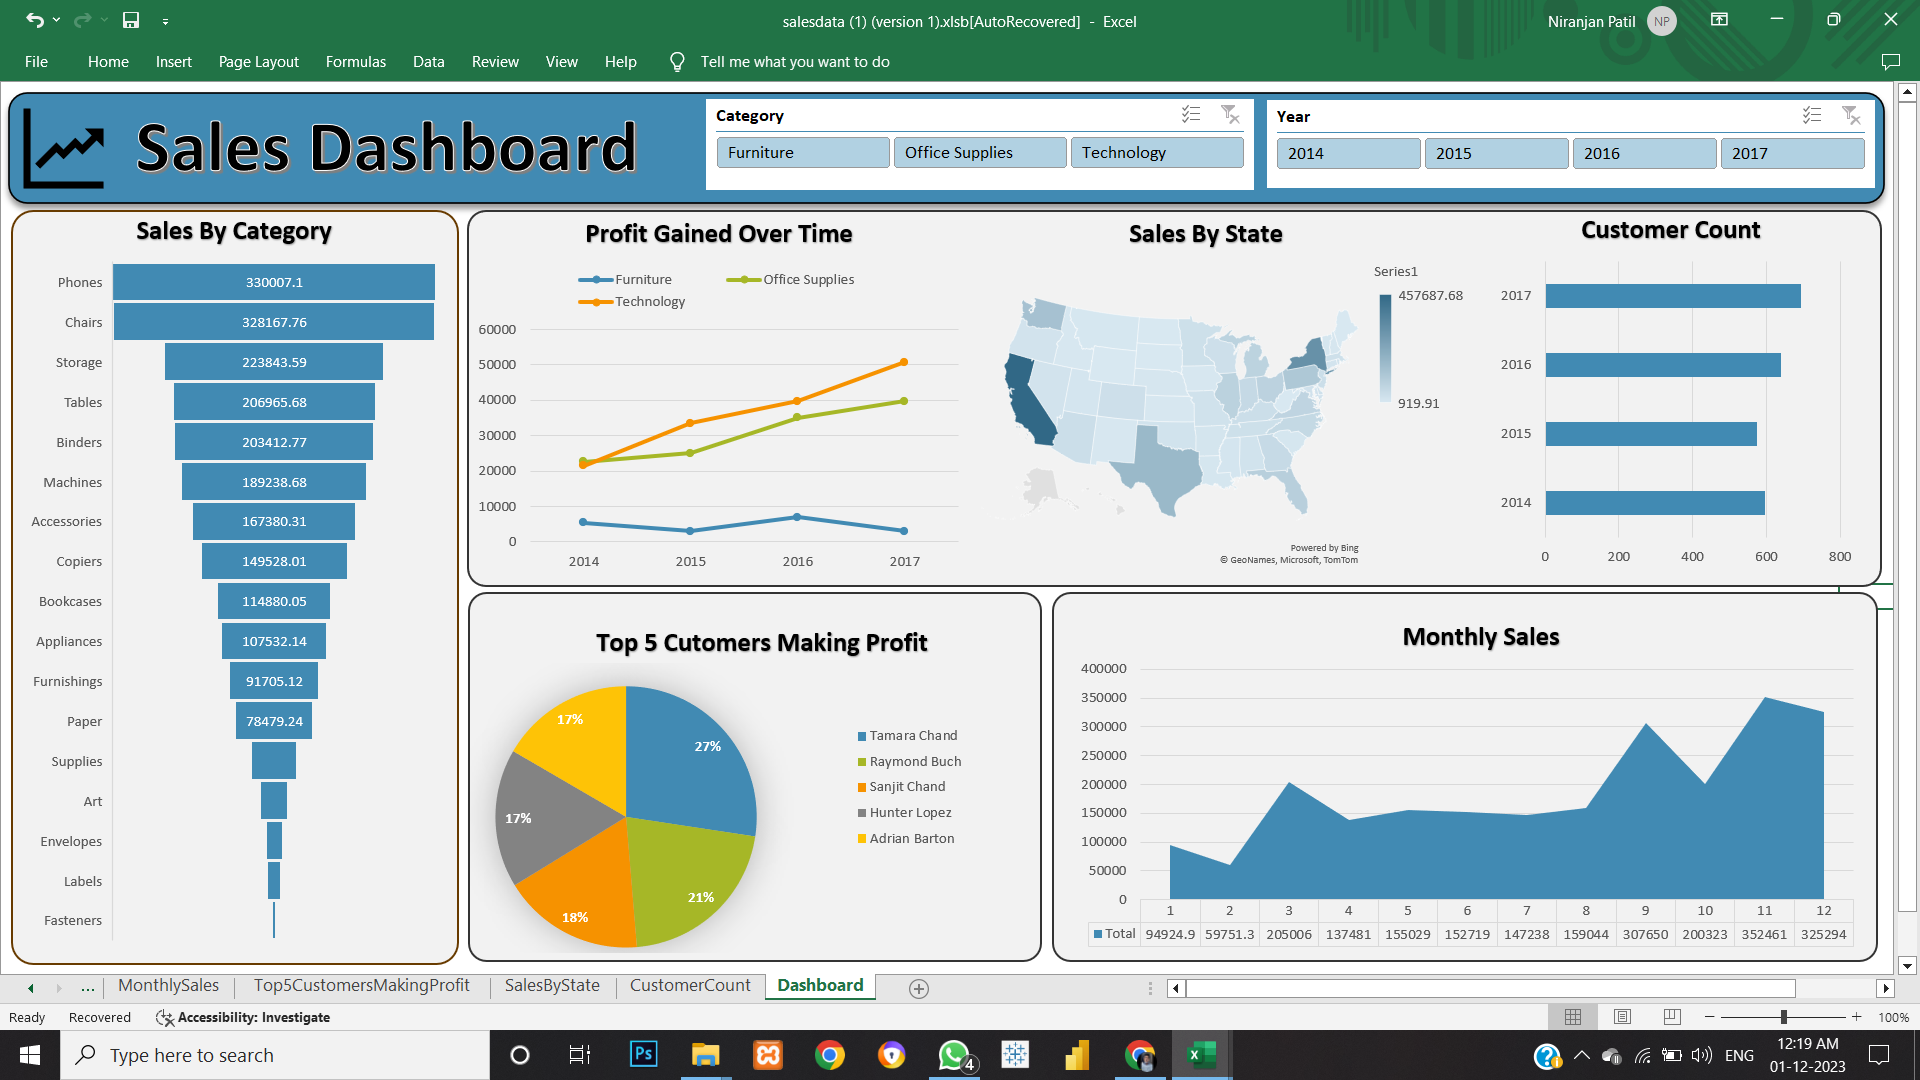 salesdata (1) (version 1).xlsb[AutoRecovered] - Excel
Niranjan Patil NP
File Home Insert Page Layout Formulas Data Review View Help Tell me what you want to do
Sales Dashboard
Category
Furniture Office Supplies Technology
Year
2014 2015 2016 2017
Sales By Category
Phones 330007.1
Chairs 328167.76
Storage 223843.59
Tables 206965.68
Binders 203412.77
Machines 189238.68
Accessories 167380.31
Copiers 149528.01
Bookcases 114880.05
Appliances 107532.14
Furnishings 91705.12
Paper 78479.24
Supplies
Art
Envelopes
Labels
Fasteners
Profit Gained Over Time
Furniture Office Supplies
Technology
60000
50000
40000
30000
20000
10000
0
2014 2015 2016 2017
Sales By State
Series1
457687.68
919.91
Powered by Bing
© GeoNames, Microsoft, TomTom
Customer Count
2017
2016
2015
2014
0 200 400 600 800
Top 5 Cutomers Making Profit
27%
21%
18%
17%
17%
Tamara Chand
Raymond Buch
Sanjit Chand
Hunter Lopez
Adrian Barton
Monthly Sales
400000
350000
300000
250000
200000
150000
100000
50000
0
1 2 3 4 5 6 7 8 9 10 11 12
Total 94924.9 59751.3 205006 137481 155029 152719 147238 159044 307650 200323 352461 325294
... MonthlySales Top5CustomersMakingProfit SalesByState CustomerCount Dashboard
Ready Recovered Accessibility: Investigate 100%
Type here to search
Ps
4
ENG
12:19 AM
01-12-2023